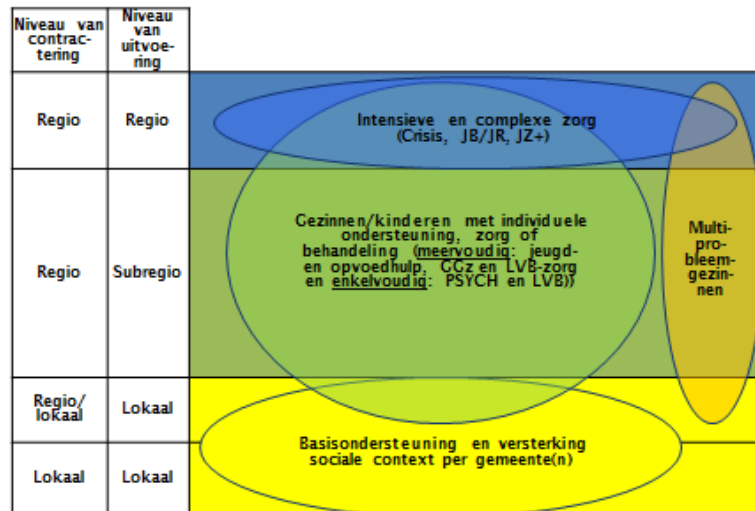 Niveau van
contrac-
tering
Niveau
van
uitvoe-
ring
Regio
Regio
Intensieve en complexe zorg
(Crisis, JB/JR, JZ+)
Regio
Subregio
Gezinnen/kinderen met individuele
ondersteuning, zorg of
behandeling (meervoudig: jeugd-
en opvoedhulp, GGz en LVB-zorg
en enkelvoudig: PSYCH en LVB))
Multi-
pro-
bleem-
gezin-
nen
Regio/
lokaal
Lokaal
Basisondersteuning en versterking
sociale context per gemeente(n)
Lokaal
Lokaal